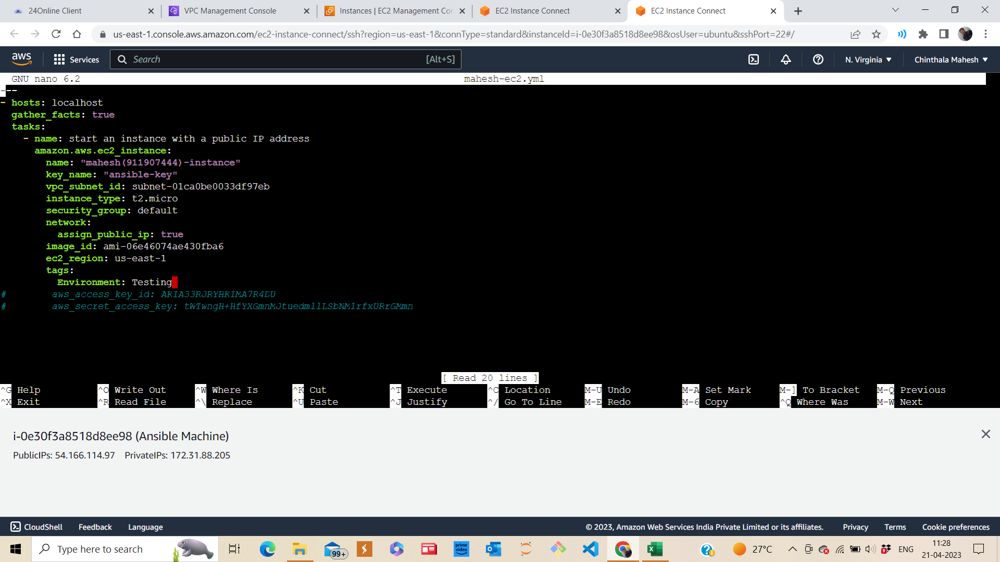 24Online Client
VPC Management Console
Instances | EC2 Management Con
EC2 Instance Connect
EC2 Instance Connect
us-east-1.console.aws.amazon.com/ec2-instance-connect/ssh?region=us-east-1&connType=standard&instanceId=i-0e30f3a8518d8ee98&osUser=ubuntu&sshPort=22#/
aws Services Search [Alt+S] N. Virginia ▼ Chinthala Mahesh ▼
GNU nano 6.2 mahesh-ec2.yml
---
- hosts: localhost
  gather_facts: true
  tasks:
    - name: start an instance with a public IP address
      amazon.aws.ec2_instance:
        name: "mahesh(911907444)-instance"
        key_name: "ansible-key"
        vpc_subnet_id: subnet-01ca0be0033df97eb
        instance_type: t2.micro
        security_group: default
        network:
          assign_public_ip: true
        image_id: ami-06e46074ae430fba6
        ec2_region: us-east-1
        tags:
          Environment: Testing
#        aws_access_key_id: AKIA33RJRYHKIMA7R4DU
#        aws_secret_access_key: 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
[ Read 20 lines ]
^G Help ^O Write Out ^W Where Is ^K Cut ^T Execute ^C Location M-U Undo M-A Set Mark M-] To Bracket M-Q Previous
^X Exit ^R Read File ^\ Replace ^U Paste ^J Justify ^/ Go To Line M-E Redo M-6 Copy ^Q Where Was M-W Next
i-0e30f3a8518d8ee98 (Ansible Machine)
PublicIPs: 54.166.114.97 PrivateIPs: 172.31.88.205
CloudShell Feedback Language © 2023, Amazon Web Services India Private Limited or its affiliates. Privacy Terms Cookie preferences
Type here to search
99+
prime video
27°C
ENG
11:28
21-04-2023